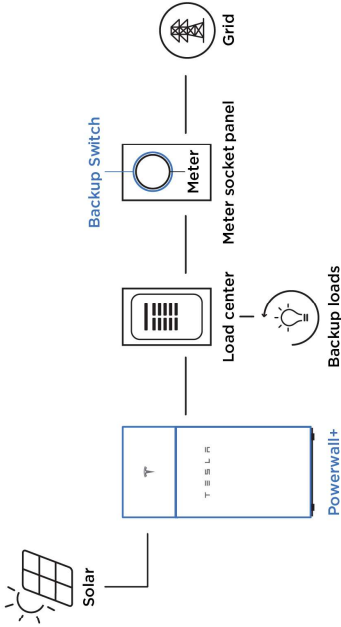 Solar
TESLA
Powerwall+
Load center
Backup loads
Backup Switch
Meter
Meter socket panel
Grid